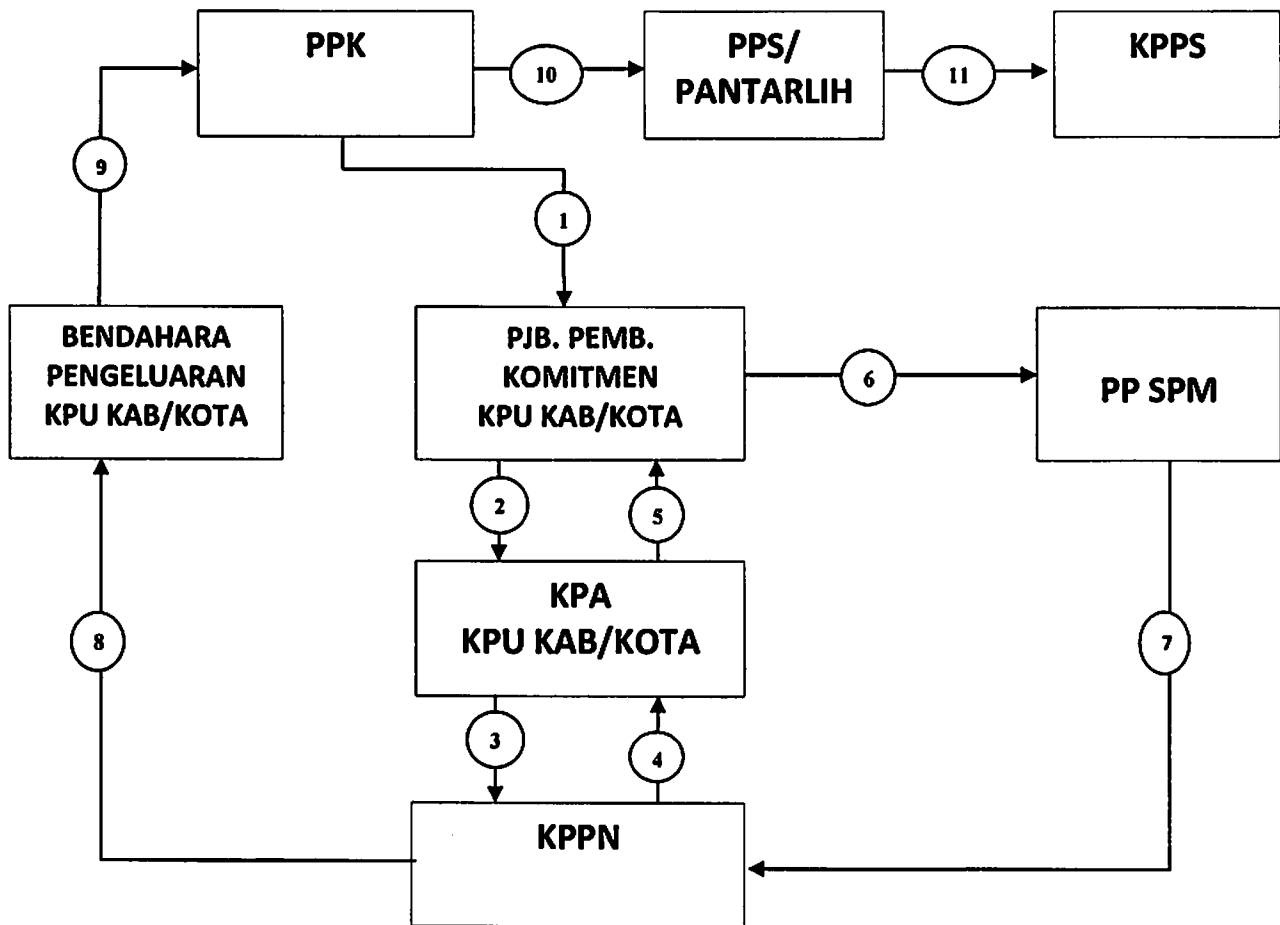 PPK
10
PPS/
PANTARLIH
11
KPPS
9
1
BENDAHARA
PENGELUARAN
KPU KAB/KOTA
PJB. PEMB.
KOMITMEN
KPU KAB/KOTA
6
PP SPM
2
5
KPA
KPU KAB/KOTA
8
7
3
4
KPPN